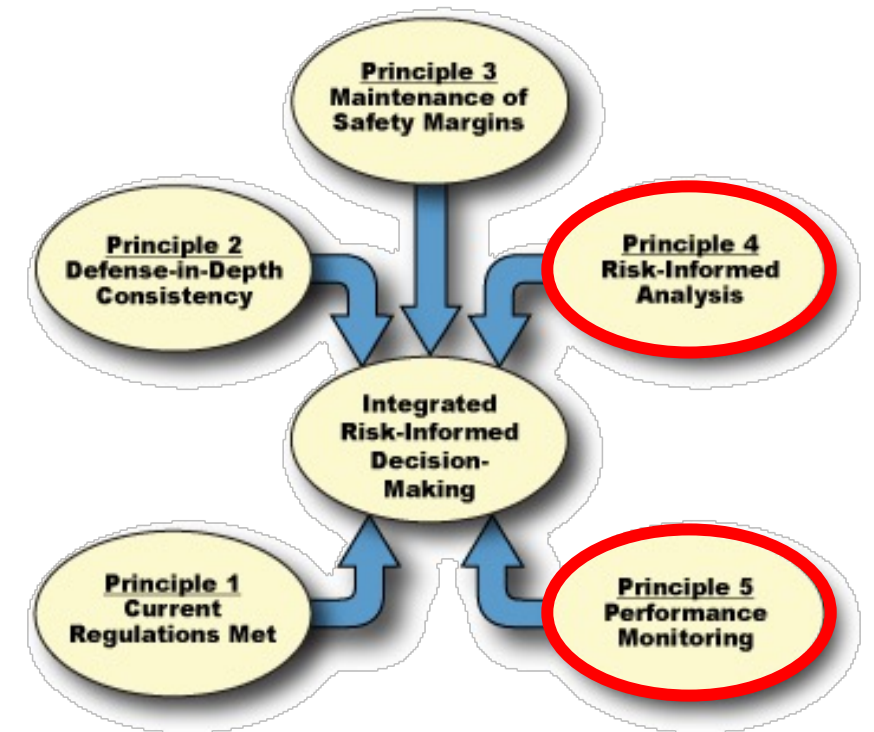 Principle 3
Maintenance of
Safety Margins
Principle 2
Defense-in-Depth
Consistency
Principle 4
Risk-Informed
Analysis
Integrated
Risk-Informed
Decision-
Making
Principle 1
Current
Regulations Met
Principle 5
Performance
Monitoring